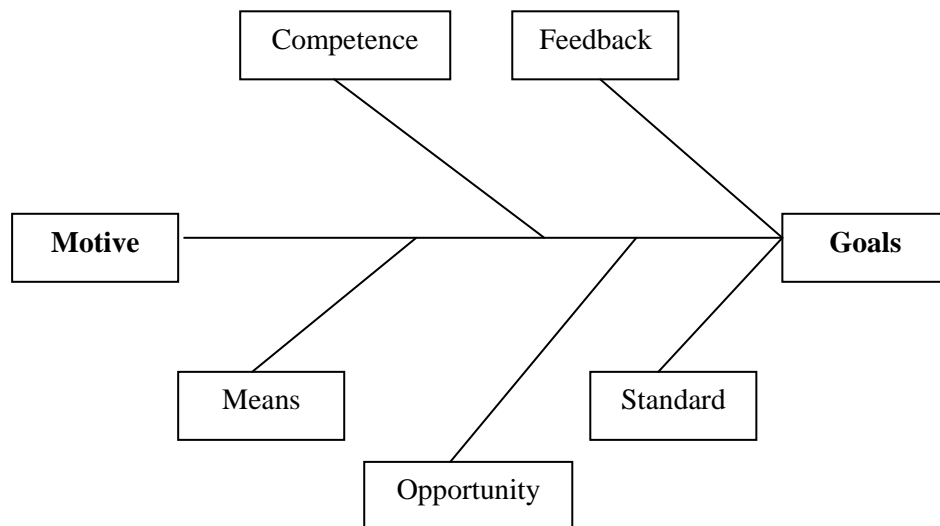 Competence
Feedback
Motive
Goals
Means
Standard
Opportunity